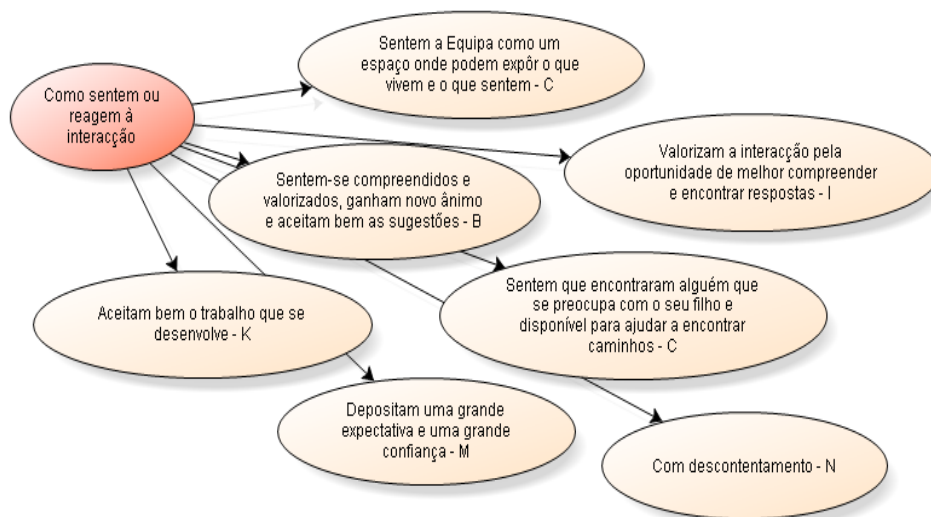 Como sentem ou
reagem à
interacção
Sentem a Equipa como um
espaço onde podem expôr o que
vivem e o que sentem - C
Valorizam a interacção pela
oportunidade de melhor compreender
e encontrar respostas - I
Sentem-se compreendidos e
valorizados, ganham novo ânimo
e aceitam bem as sugestões - B
Sentem que encontraram alguém que
se preocupa com o seu filho e
disponível para ajudar a encontrar
caminhos - C
Aceitam bem o trabalho que se
desenvolve - K
Depositam uma grande
expectativa e uma grande
confiança - M
Com descontentamento - N